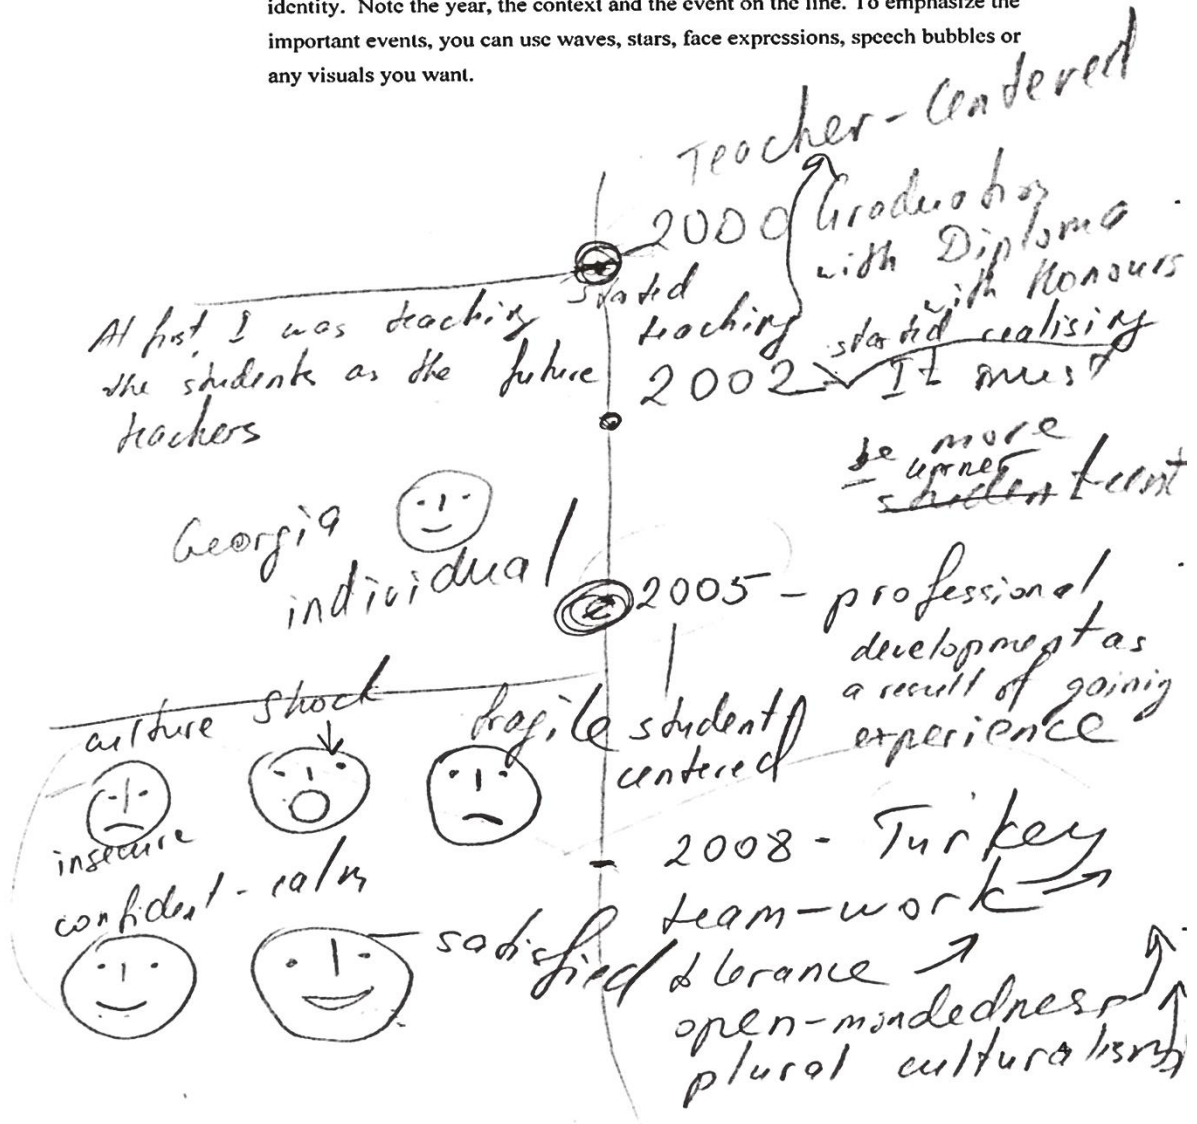 identity. Note the year, the context and the event on the line. To emphasize the
important events, you can use waves, stars, face expressions, speech bubbles or
any visuals you want.
Teacher-Centered
2000 Graduation
with Diploma
with Honours
started
teaching
At first, I was teaching
the students as the future
teachers
2002 started realising
It must
be more
learner
student-cent
Georgia
individual
2005 - professional
development as
a result of gainig
experience
student
centered
culture shock
fragile
insecure
confident-calm
satisfied
2008 - Turkey
team-work
tolerance
open-mindedness
plural culturalism